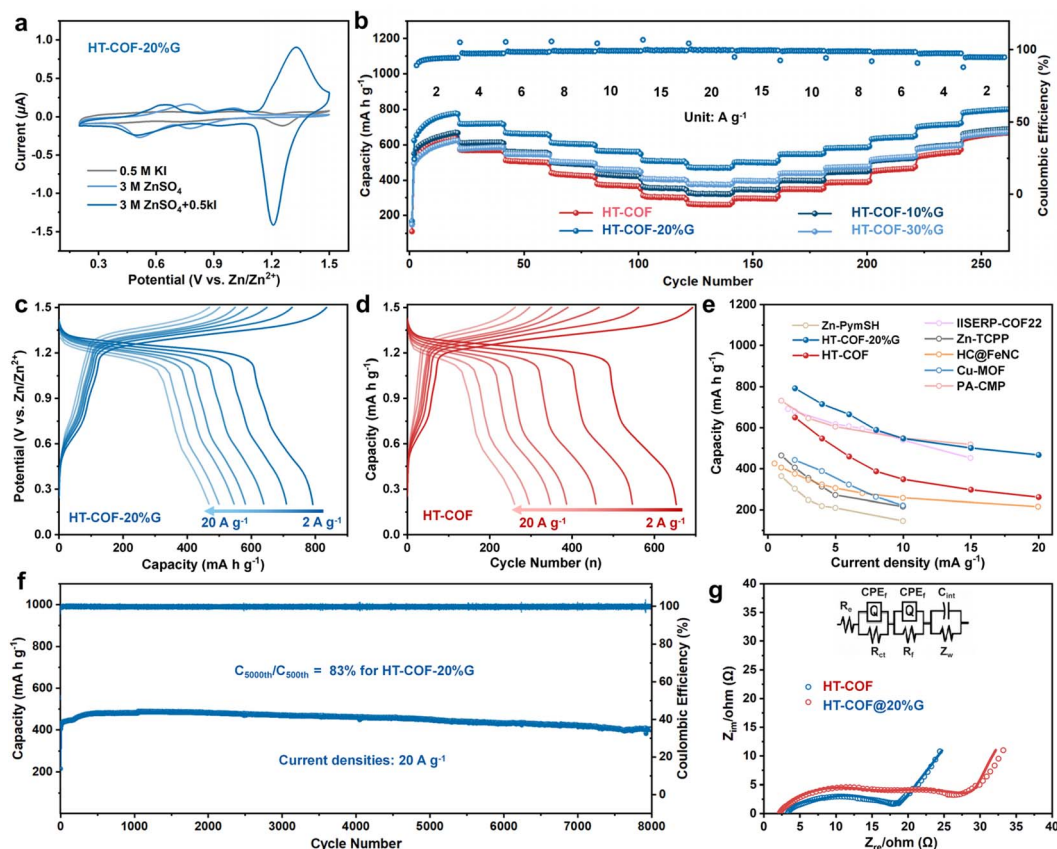 a
HT-COF-20%G
Current (μA)
1.0
0.5
0.0
-0.5
-1.0
-1.5
0.5 M KI
3 M ZnSO₄
3 M ZnSO₄+0.5kI
0.3 0.6 0.9 1.2 1.5
Potential (V vs. Zn/Zn²⁺)
b
Capacity (mA h g⁻¹)
1200
1000
800
600
400
200
2 4 6 8 10 15 20 15 10 8 6 4 2
Unit: A g⁻¹
HT-COF
HT-COF-20%G
HT-COF-10%G
HT-COF-30%G
100
80
60
40
20
0
Coulombic Efficiency (%)
0 50 100 150 200 250
Cycle Number
c
Potential (V vs. Zn/Zn²⁺)
1.5
1.2
0.9
0.6
0.3
HT-COF-20%G
20 A g⁻¹
2 A g⁻¹
0 200 400 600 800
Capacity (mA h g⁻¹)
d
Capacity (mA h g⁻¹)
1.5
1.2
0.9
0.6
0.3
HT-COF
20 A g⁻¹
2 A g⁻¹
0 200 400 600
Cycle Number (n)
e
Capacity (mA h g⁻¹)
1200
1000
800
600
400
200
0
Zn-PymSH
HT-COF-20%G
HT-COF
IISERP-COF22
Zn-TCPP
HC@FeNC
Cu-MOF
PA-CMP
0 5 10 15 20
Current density (mA g⁻¹)
f
Capacity (mA h g⁻¹)
1000
800
600
400
200
C₅₀₀₀ₜₕ/C₅₀₀ₜₕ = 83% for HT-COF-20%G
Current densities: 20 A g⁻¹
100
80
60
40
20
0
Coulombic Efficiency (%)
0 1000 2000 3000 4000 5000 6000 7000 8000
Cycle Number
g
Zim/ohm (Ω)
40
35
30
25
20
15
10
5
0
CPEf CPEf Cint
Re Q Q
Rct Rf Zw
HT-COF
HT-COF@20%G
0 5 10 15 20 25 30 35 40
Zre/ohm (Ω)